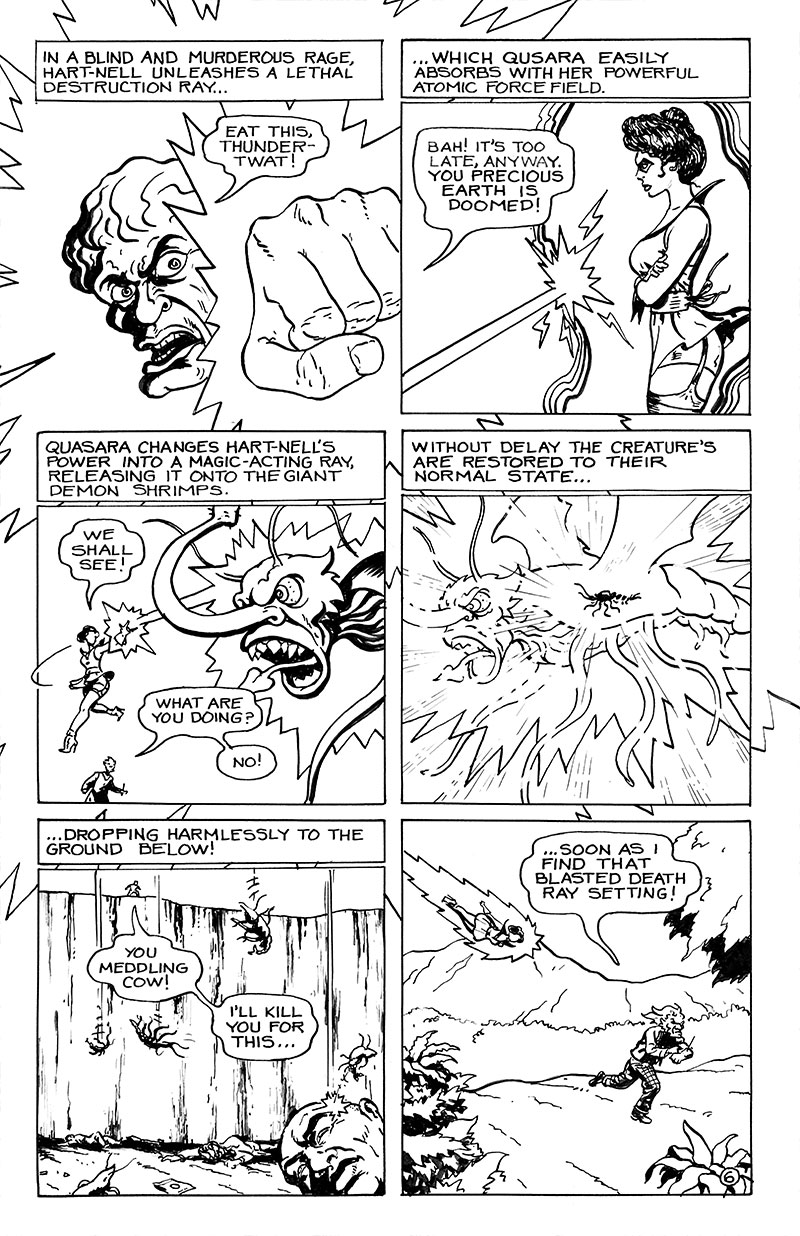 IN A BLIND AND MURDEROUS RAGE,
HART-NELL UNLEASHES A LETHAL
DESTRUCTION RAY...
EAT THIS,
THUNDER-
TWAT!
...WHICH QUSARA EASILY
ABSORBS WITH HER POWERFUL
ATOMIC FORCE FIELD.
BAH! IT'S TOO
LATE, ANYWAY.
YOU PRECIOUS
EARTH IS
DOOMED!
QUASARA CHANGES HART-NELL'S
POWER INTO A MAGIC-ACTING RAY,
RELEASING IT ONTO THE GIANT
DEMON SHRIMPS.
WE
SHALL
SEE!
WHAT ARE
YOU DOING?
NO!
WITHOUT DELAY THE CREATURE'S
ARE RESTORED TO THEIR
NORMAL STATE...
...DROPPING HARMLESSLY TO THE
GROUND BELOW!
YOU
MEDDLING
COW!
I'LL KILL
YOU FOR
THIS...
...SOON AS I
FIND THAT
BLASTED DEATH
RAY SETTING!
6